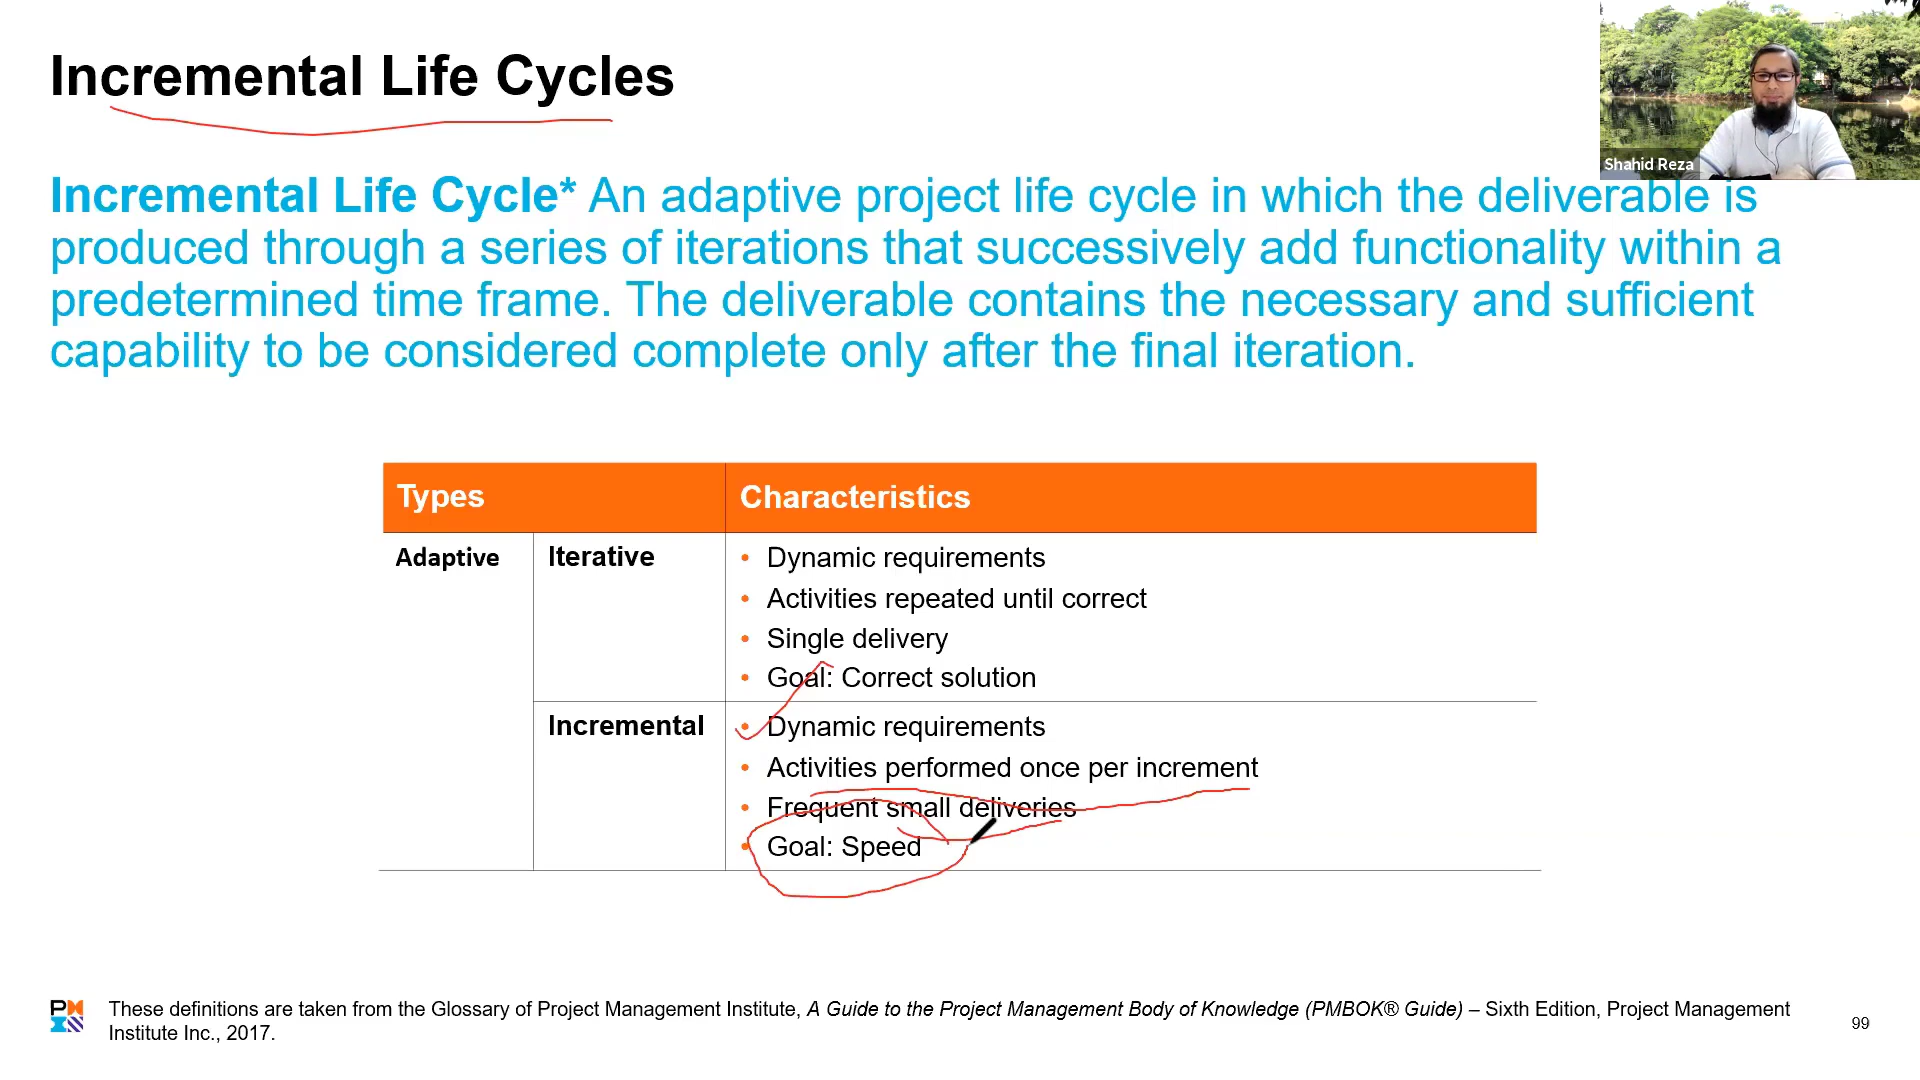 Incremental Life Cycles
Shahid Reza
Incremental Life Cycle* An adaptive project life cycle in which the deliverable is
produced through a series of iterations that successively add functionality within a
predetermined time frame. The deliverable contains the necessary and sufficient
capability to be considered complete only after the final iteration.
Types Characteristics
Adaptive Iterative • Dynamic requirements
• Activities repeated until correct
• Single delivery
• Goal: Correct solution
Incremental • Dynamic requirements
• Activities performed once per increment
• Frequent small deliveries
• Goal: Speed
These definitions are taken from the Glossary of Project Management Institute, A Guide to the Project Management Body of Knowledge (PMBOK® Guide) – Sixth Edition, Project Management
Institute Inc., 2017.
99